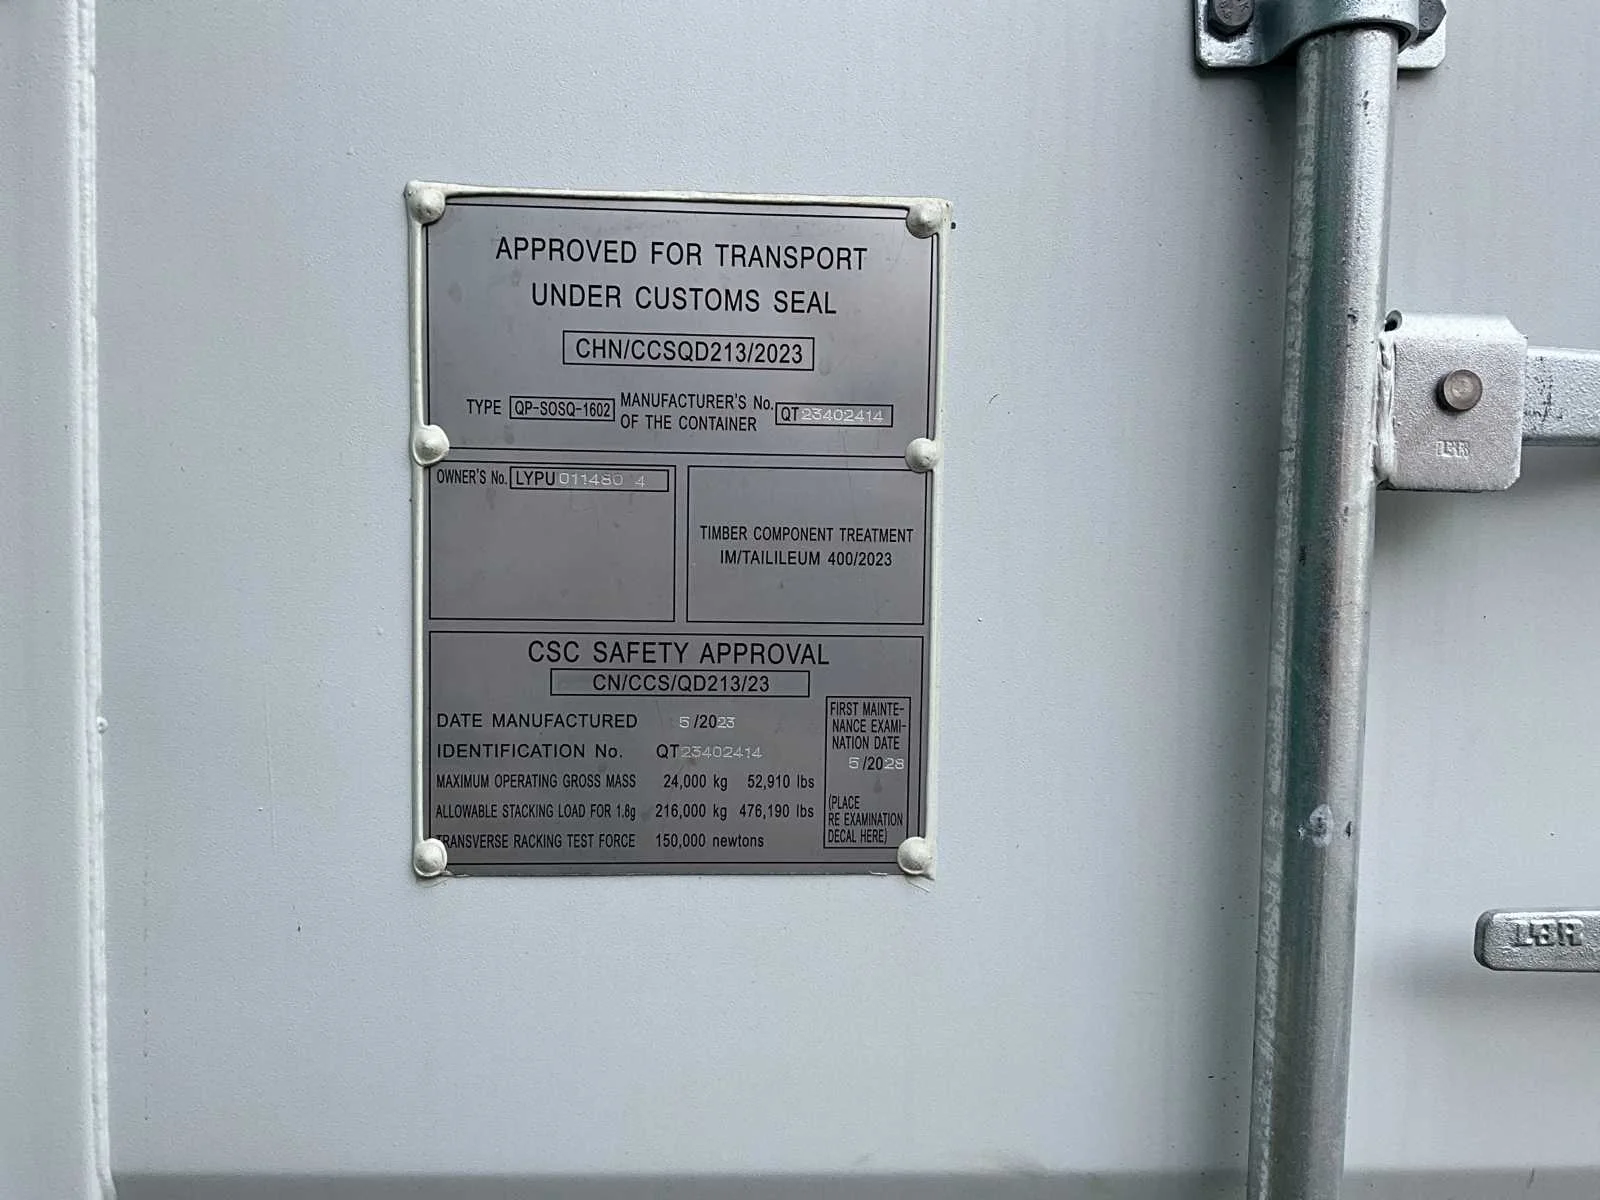 APPROVED FOR TRANSPORT
UNDER CUSTOMS SEAL
CHN/CCSQD213/2023
TYPE QP-SOSQ-1602 MANUFACTURER'S No. OF THE CONTAINER QT23402414
OWNER'S No. LYPU 011480 4
TIMBER COMPONENT TREATMENT
IM/TAILILEUM 400/2023
CSC SAFETY APPROVAL
CN/CCS/QD213/23
DATE MANUFACTURED 5/2023
IDENTIFICATION No. QT23402414
MAXIMUM OPERATING GROSS MASS 24,000 kg 52,910 lbs
ALLOWABLE STACKING LOAD FOR 1.8g 216,000 kg 476,190 lbs
TRANSVERSE RACKING TEST FORCE 150,000 newtons
FIRST MAINTE-
NANCE EXAMI-
NATION DATE
5/2028
(PLACE
RE EXAMINATION
DECAL HERE)
LBR